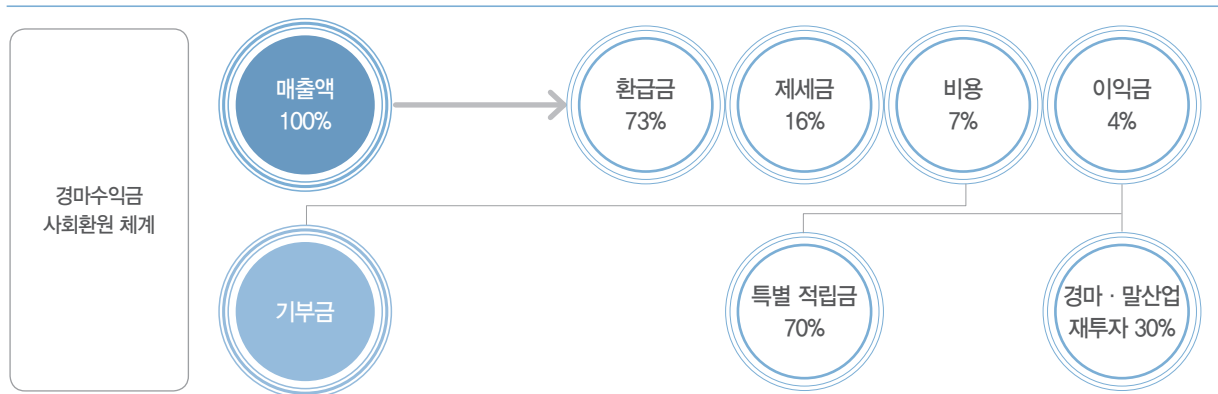 경마수익금
사회환원 체계
매출액
100%
환급금
73%
제세금
16%
비용
7%
이익금
4%
기부금
특별 적립금
70%
경마 · 말산업
재투자 30%